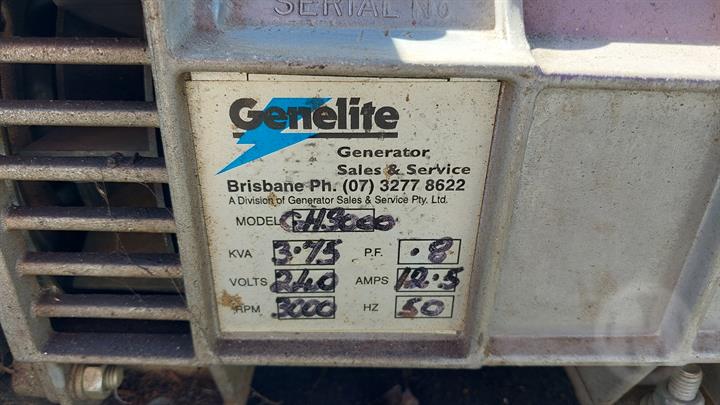 SERIAL No
Genelite
Generator
Sales & Service
Brisbane Ph. (07) 3277 8622
A Division of Generator Sales & Service Pty. Ltd.
MODEL GH3000
KVA 3.75 P.F. .8
VOLTS 240 AMPS 12.5
RPM 3000 HZ 50